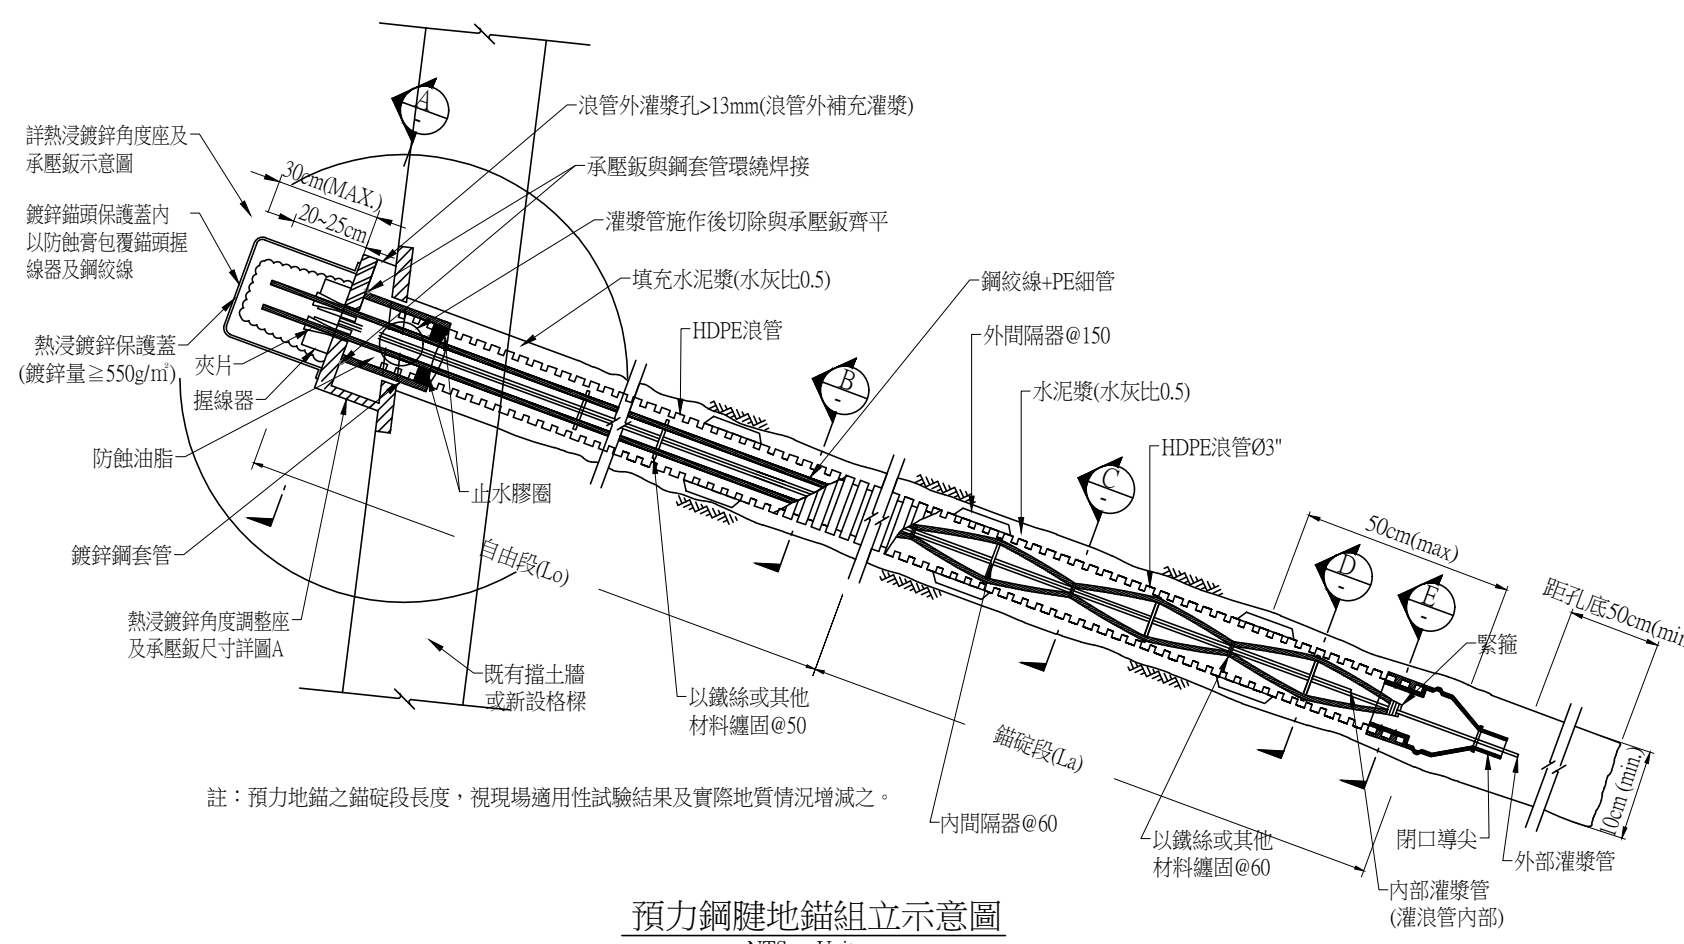 浪管外灌漿孔>13mm(浪管外補充灌漿)
詳熱浸鍍鋅角度座及
承壓鈑示意圖
承壓鈑與鋼套管環繞焊接
30cm(MAX.)
20~25cm
鍍鋅錨頭保護蓋內
以防蝕膏包覆錨頭握
線器及鋼絞線
灌漿管施作後切除與承壓鈑齊平
填充水泥漿(水灰比0.5)
鋼絞線+PE細管
HDPE浪管
外間隔器@150
熱浸鍍鋅保護蓋
(鍍鋅量≧550g/㎡)
夾片
握線器
水泥漿(水灰比0.5)
HDPE浪管Ø3"
防蝕油脂
止水膠圈
鍍鋅鋼套管
自由段(Lo)
50cm(max)
距孔底50cm(min
熱浸鍍鋅角度調整座
及承壓鈑尺寸詳圖A
既有擋土牆
或新設格樑
以鐵絲或其他
材料纏固@50
緊箍
錨碇段(La)
10cm (min.)
A
B
C
D
E
註：預力地錨之錨碇段長度，視現場適用性試驗結果及實際地質情況增減之。
內間隔器@60
以鐵絲或其他
材料纏固@60
閉口導尖
外部灌漿管
內部灌漿管
(灌浪管內部)
預力鋼腱地錨組立示意圖